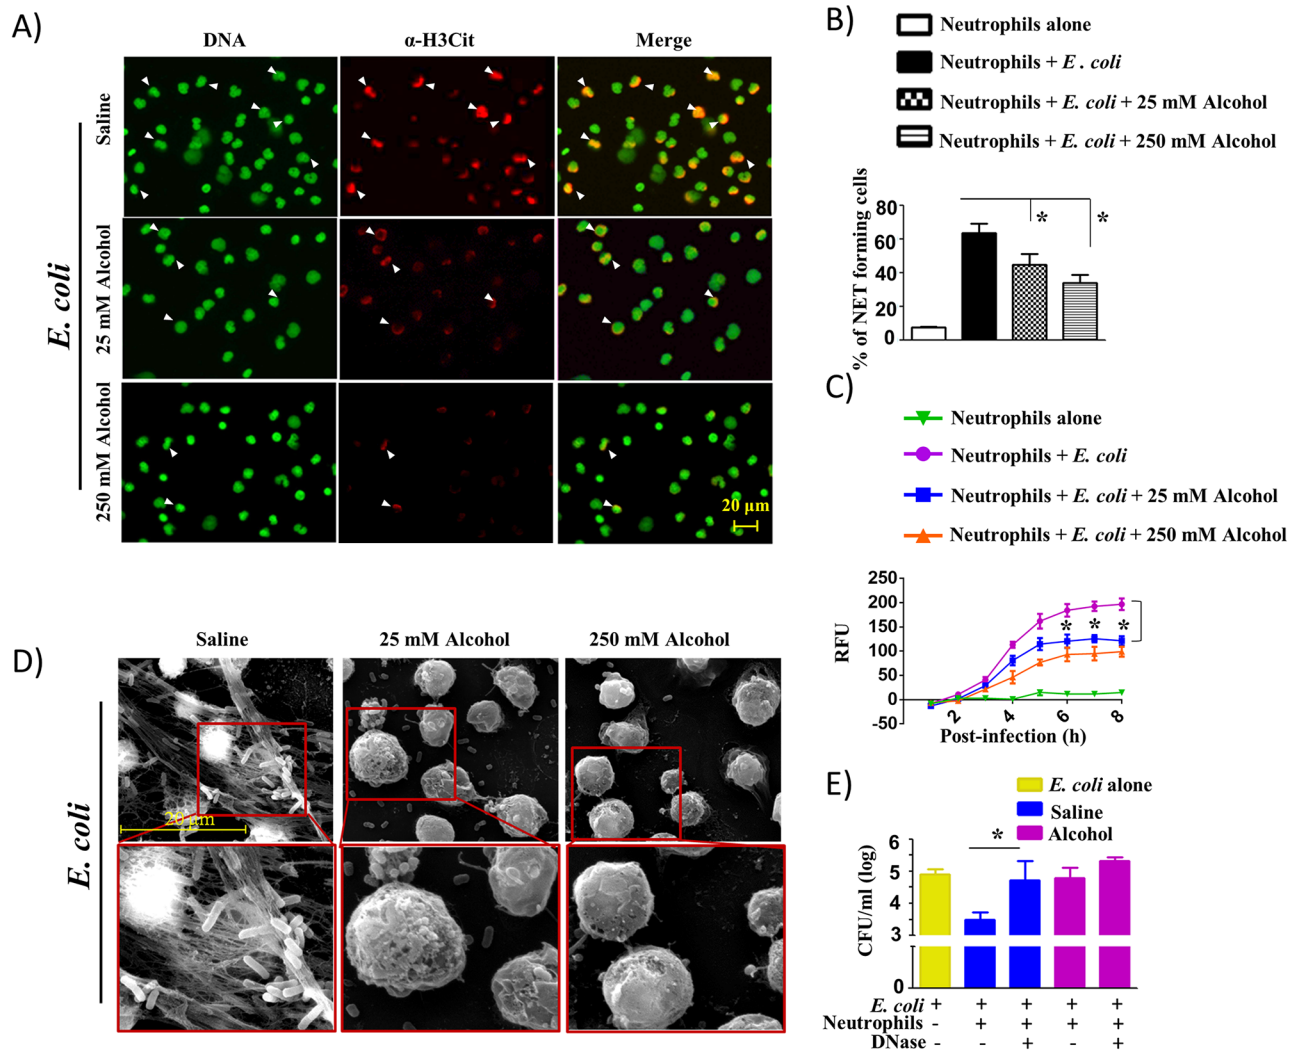 A)
DNA
α-H3Cit
Merge
E. coli
Saline
25 mM Alcohol
250 mM Alcohol
20 μm
B)
Neutrophils alone
Neutrophils + E . coli
Neutrophils + E. coli + 25 mM Alcohol
Neutrophils + E. coli + 250 mM Alcohol
% of NET forming cells
80
60
40
20
0
*
*
C)
Neutrophils alone
Neutrophils + E. coli
Neutrophils + E. coli + 25 mM Alcohol
Neutrophils + E. coli + 250 mM Alcohol
RFU
250
200
150
100
50
0
-50
* * *
2 4 6 8
Post-infection (h)
D)
Saline
25 mM Alcohol
250 mM Alcohol
E. coli
20 μm
E)
E. coli alone
Saline
Alcohol
CFU/ml (log)
6
5
4
3
0
*
E. coli + + + + +
Neutrophils - + + + +
DNase - + - +